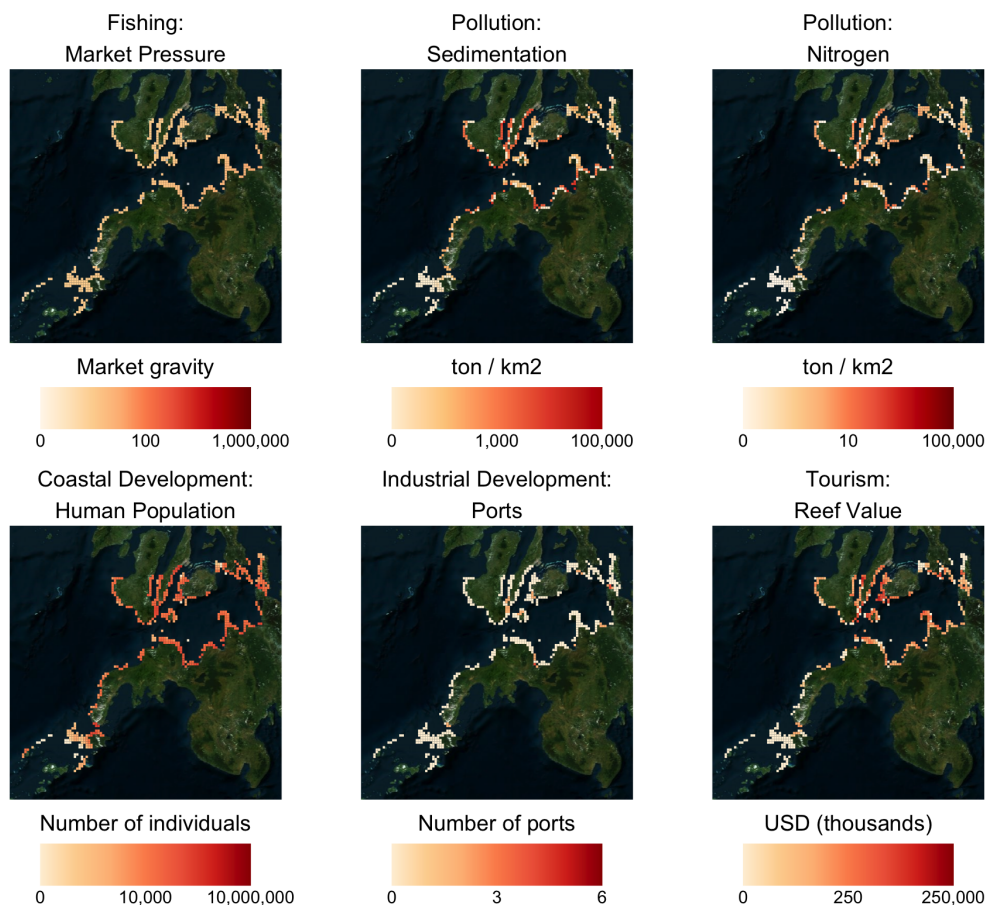 Fishing:
Market Pressure
Pollution:
Sedimentation
Pollution:
Nitrogen
Market gravity
0 100 1,000,000
ton / km2
0 1,000 100,000
ton / km2
0 10 100,000
Coastal Development:
Human Population
Industrial Development:
Ports
Tourism:
Reef Value
Number of individuals
0 10,000 10,000,000
Number of ports
0 3 6
USD (thousands)
0 250 250,000